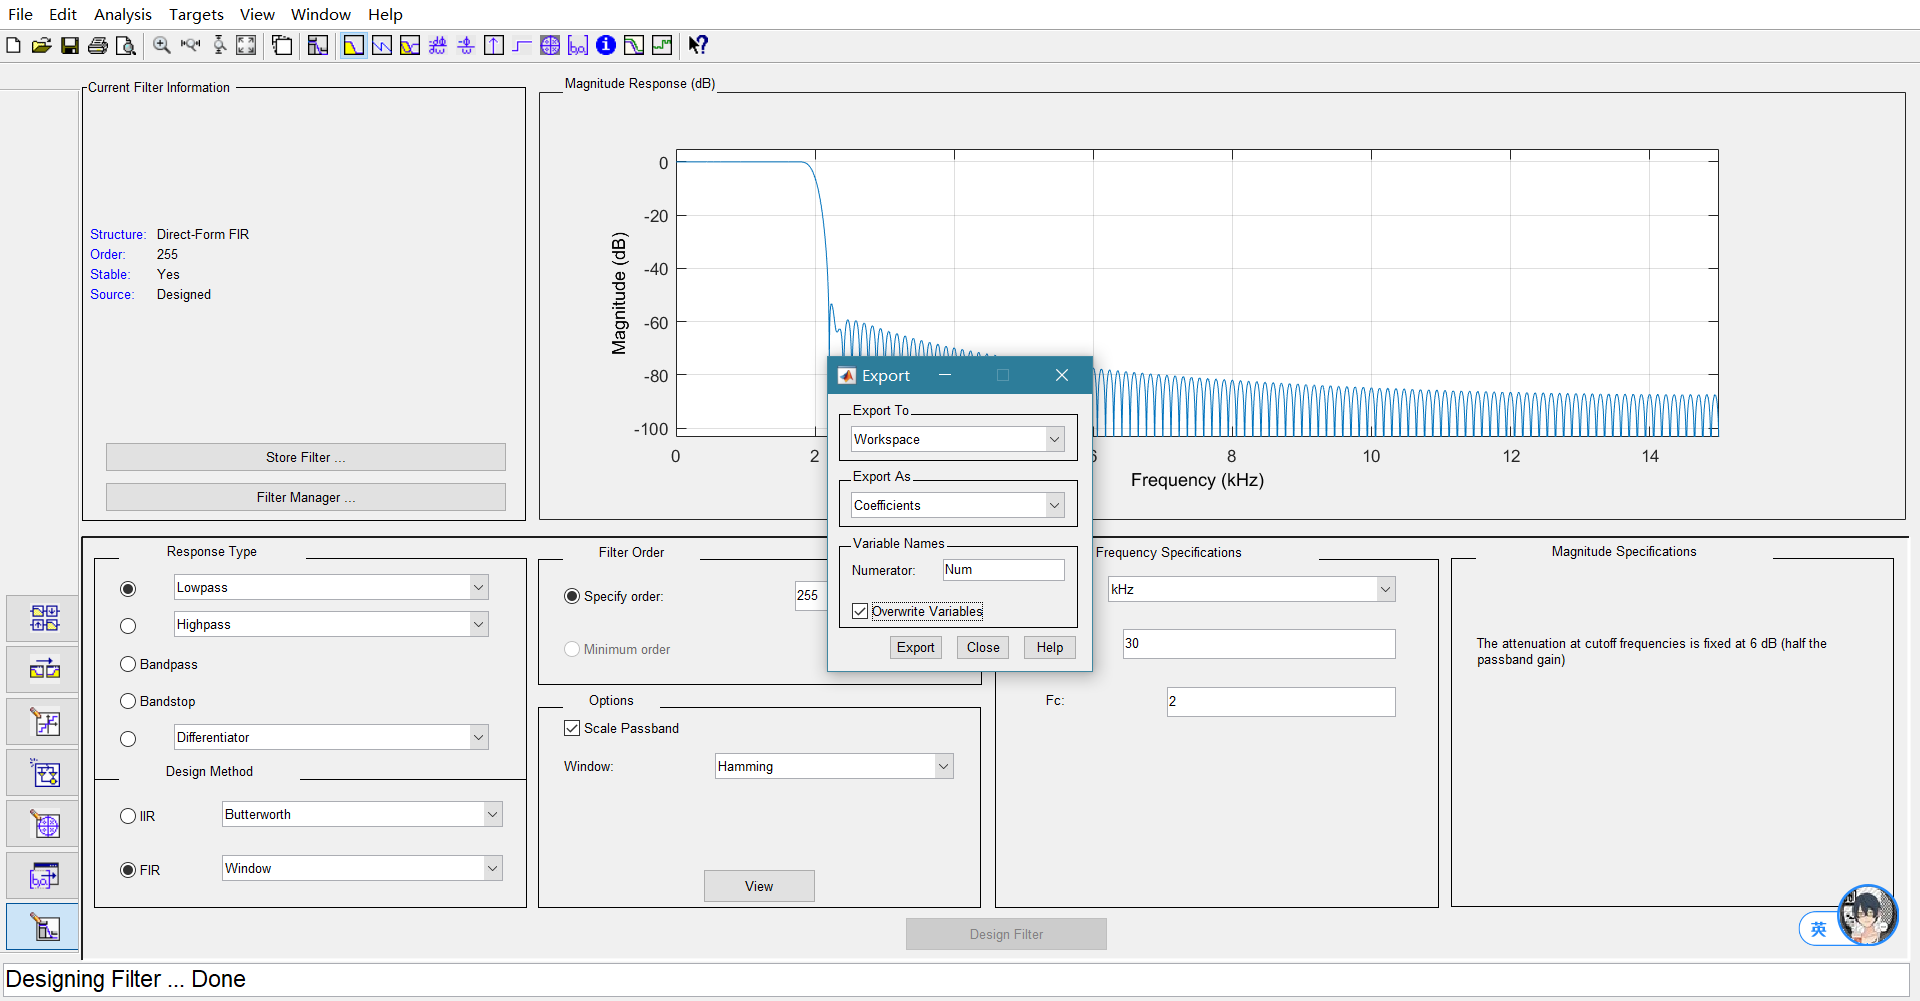 File Edit Analysis Targets View Window Help
Current Filter Information
Structure: Direct-Form FIR
Order: 255
Stable: Yes
Source: Designed
Store Filter ...
Filter Manager ...
Magnitude Response (dB)
Magnitude (dB)
0
-20
-40
-60
-80
-100
0 2 6 8 10 12 14
Frequency (kHz)
Export
Export To
Workspace
Export As
Coefficients
Variable Names
Numerator: Num
Overwrite Variables
Export Close Help
Response Type
Lowpass
Highpass
Bandpass
Bandstop
Differentiator
Design Method
IIR Butterworth
FIR Window
Filter Order
Specify order: 255
Minimum order
Options
Scale Passband
Window: Hamming
View
Frequency Specifications
kHz
30
Fc: 2
Magnitude Specifications
The attenuation at cutoff frequencies is fixed at 6 dB (half the
passband gain)
Design Filter
英
Designing Filter ... Done